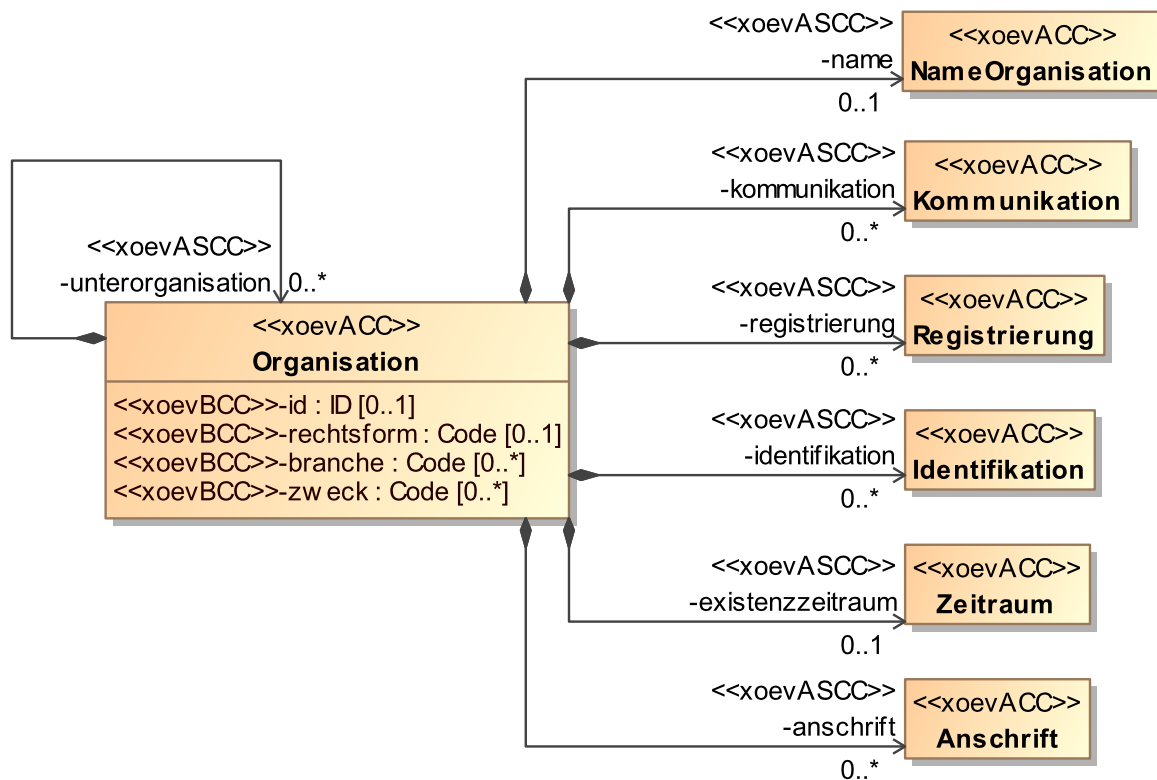 <<xoevASCC>>
-name
0..1
<<xoevACC>>
NameOrganisation
<<xoevASCC>>
-kommunikation
0..*
<<xoevACC>>
Kommunikation
<<xoevASCC>>
-unterorganisation
0..*
<<xoevACC>>
Organisation
<<xoevBCC>>-id : ID [0..1]
<<xoevBCC>>-rechtsform : Code [0..1]
<<xoevBCC>>-branche : Code [0..*]
<<xoevBCC>>-zweck : Code [0..*]
<<xoevASCC>>
-registrierung
0..*
<<xoevACC>>
Registrierung
<<xoevASCC>>
-identifikation
0..*
<<xoevACC>>
Identifikation
<<xoevASCC>>
-existenzzeitraum
0..1
<<xoevACC>>
Zeitraum
<<xoevASCC>>
-anschrift
0..*
<<xoevACC>>
Anschrift